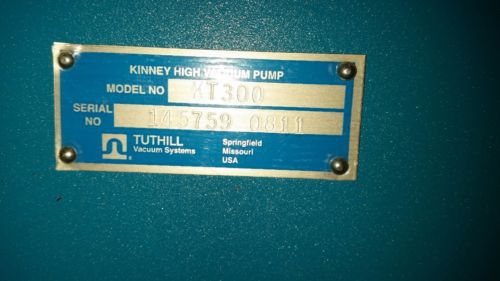 KINNEY HIGH VACUUM PUMP
MODEL NO KT300
SERIAL NO 145759 0811
TUTHILL
Vacuum Systems
Springfield
Missouri
USA